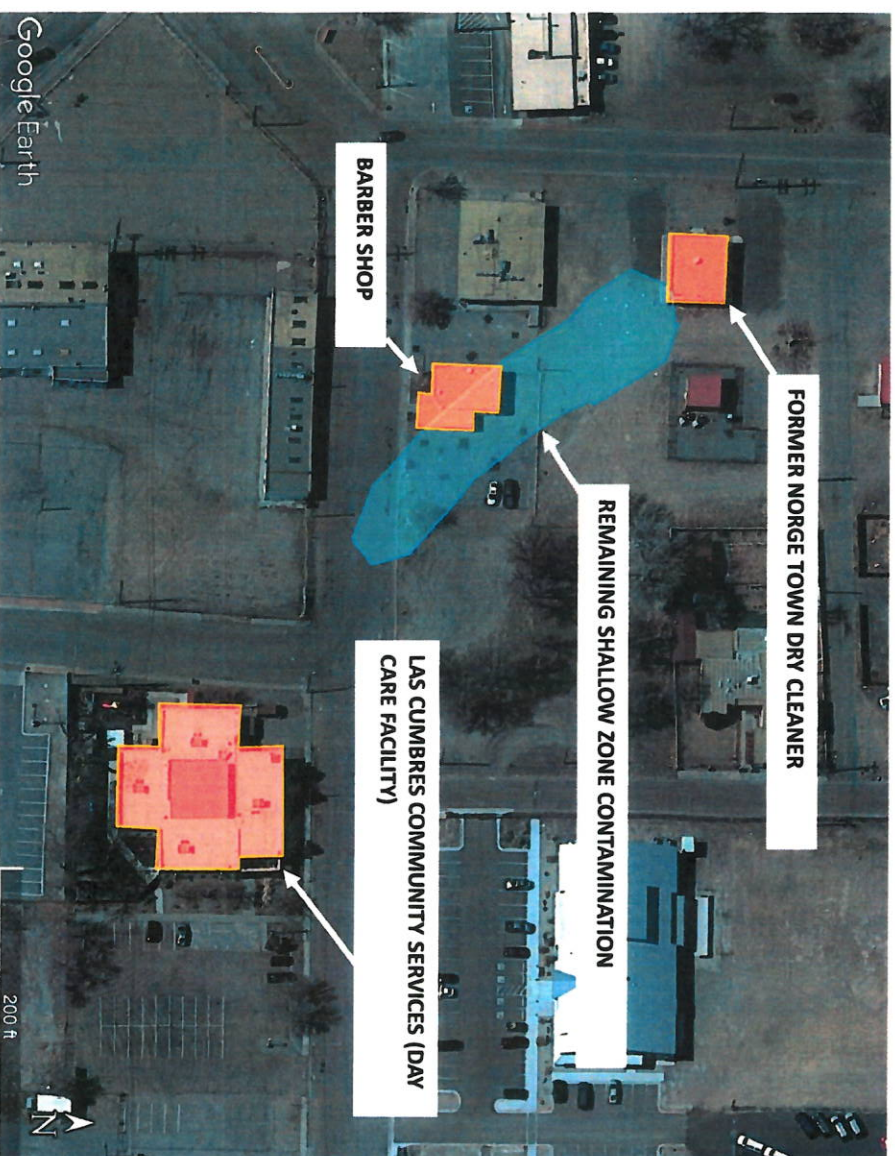 FORMER NORGE TOWN DRY CLEANER
REMAINING SHALLOW ZONE CONTAMINATION
LAS CUMBRES COMMUNITY SERVICES (DAY
CARE FACILITY)
BARBER SHOP
Google Earth
200 ft
N